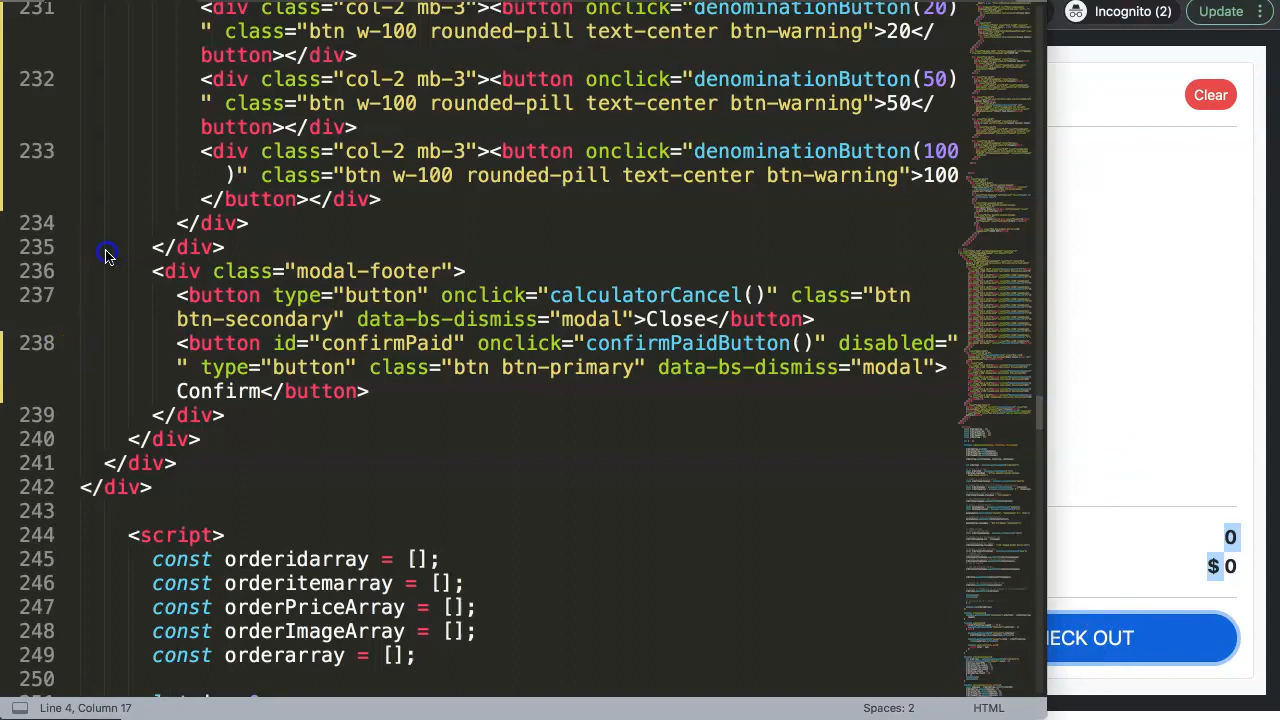 231 <div class="col-2 mb-3"><button onclick="denominationButton(20)
" class="btn w-100 rounded-pill text-center btn-warning">20</
button></div>
232 <div class="col-2 mb-3"><button onclick="denominationButton(50)
" class="btn w-100 rounded-pill text-center btn-warning">50</
button></div>
233 <div class="col-2 mb-3"><button onclick="denominationButton(100
)" class="btn w-100 rounded-pill text-center btn-warning">100
</button></div>
234 </div>
235 </div>
236 <div class="modal-footer">
237 <button type="button" onclick="calculatorCancel()" class="btn
btn-secondary" data-bs-dismiss="modal">Close</button>
238 <button id="confirmPaid" onclick="confirmPaidButton()" disabled="
" type="button" class="btn btn-primary" data-bs-dismiss="modal">
Confirm</button>
239 </div>
240 </div>
241 </div>
242 </div>
243
244 <script>
245 const orderarray = [];
246 const orderItemarray = [];
247 const orderPriceArray = [];
248 const orderImageArray = [];
249 const orderarray = [];
250
Line 4, Column 17
Spaces: 2
HTML
Incognito (2)
Update
Clear
0
$ 0
ECK OUT